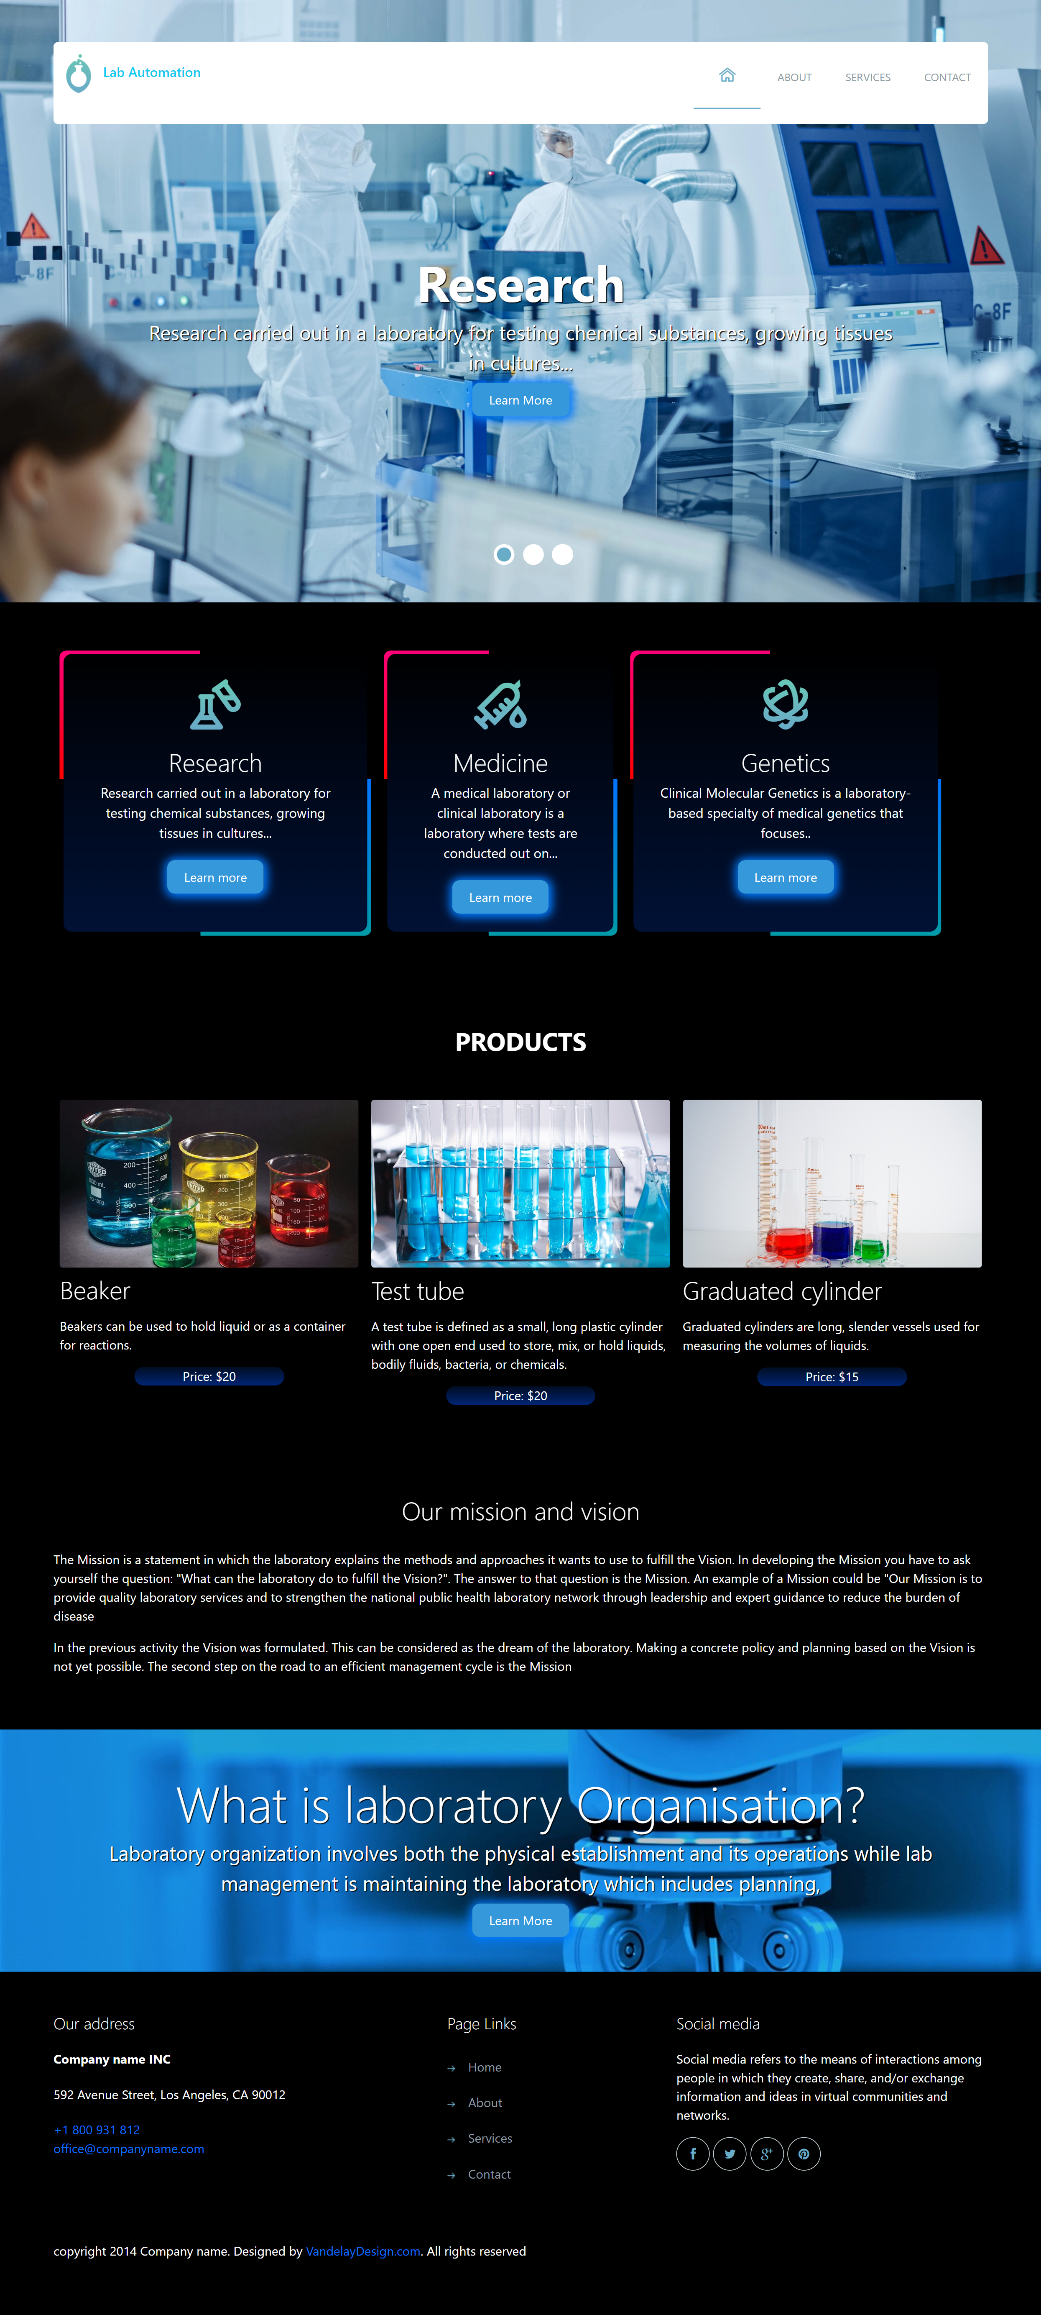 Lab Automation
ABOUT
SERVICES
CONTACT
-8F
C-8F
Research
Research carried out in a laboratory for testing chemical substances, growing tissues
in cultures...
Learn More
Research
Research carried out in a laboratory for
testing chemical substances, growing
tissues in cultures...
Learn more
Medicine
A medical laboratory or
clinical laboratory is a
laboratory where tests are
conducted out on...
Learn more
Genetics
Clinical Molecular Genetics is a laboratory-
based specialty of medical genetics that
focuses..
Learn more
PRODUCTS
Beaker
Beakers can be used to hold liquid or as a container
for reactions.
Price: $20
Test tube
A test tube is defined as a small, long plastic cylinder
with one open end used to store, mix, or hold liquids,
bodily fluids, bacteria, or chemicals.
Price: $20
Graduated cylinder
Graduated cylinders are long, slender vessels used for
measuring the volumes of liquids.
Price: $15
Our mission and vision
The Mission is a statement in which the laboratory explains the methods and approaches it wants to use to fulfill the Vision. In developing the Mission you have to ask
yourself the question: "What can the laboratory do to fulfill the Vision?". The answer to that question is the Mission. An example of a Mission could be "Our Mission is to
provide quality laboratory services and to strengthen the national public health laboratory network through leadership and expert guidance to reduce the burden of
disease
In the previous activity the Vision was formulated. This can be considered as the dream of the laboratory. Making a concrete policy and planning based on the Vision is
not yet possible. The second step on the road to an efficient management cycle is the Mission
What is laboratory Organisation?
Laboratory organization involves both the physical establishment and its operations while lab
management is maintaining the laboratory which includes planning,
Learn More
Our address
Company name INC
592 Avenue Street, Los Angeles, CA 90012
+1 800 931 812
office@companyname.com
Page Links
Home
About
Services
Contact
Social media
Social media refers to the means of interactions among
people in which they create, share, and/or exchange
information and ideas in virtual communities and
networks.
copyright 2014 Company name. Designed by VandelayDesign.com. All rights reserved